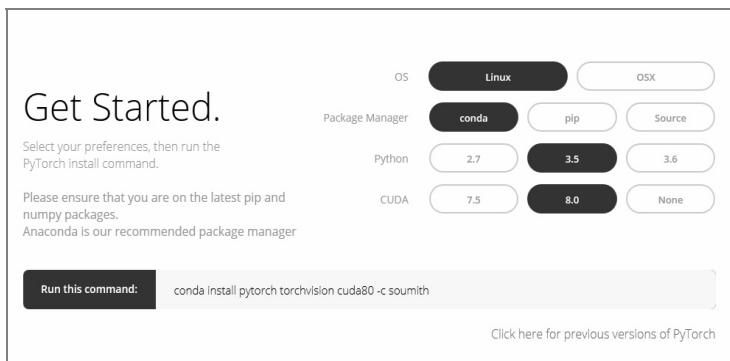 OS Linux OSX
Get Started.
Package Manager conda pip Source
Select your preferences, then run the
PyTorch install command.
Python 2.7 3.5 3.6
Please ensure that you are on the latest pip and
numpy packages.
Anaconda is our recommended package manager
CUDA 7.5 8.0 None
Run this command: conda install pytorch torchvision cuda80 -c soumith
Click here for previous versions of PyTorch